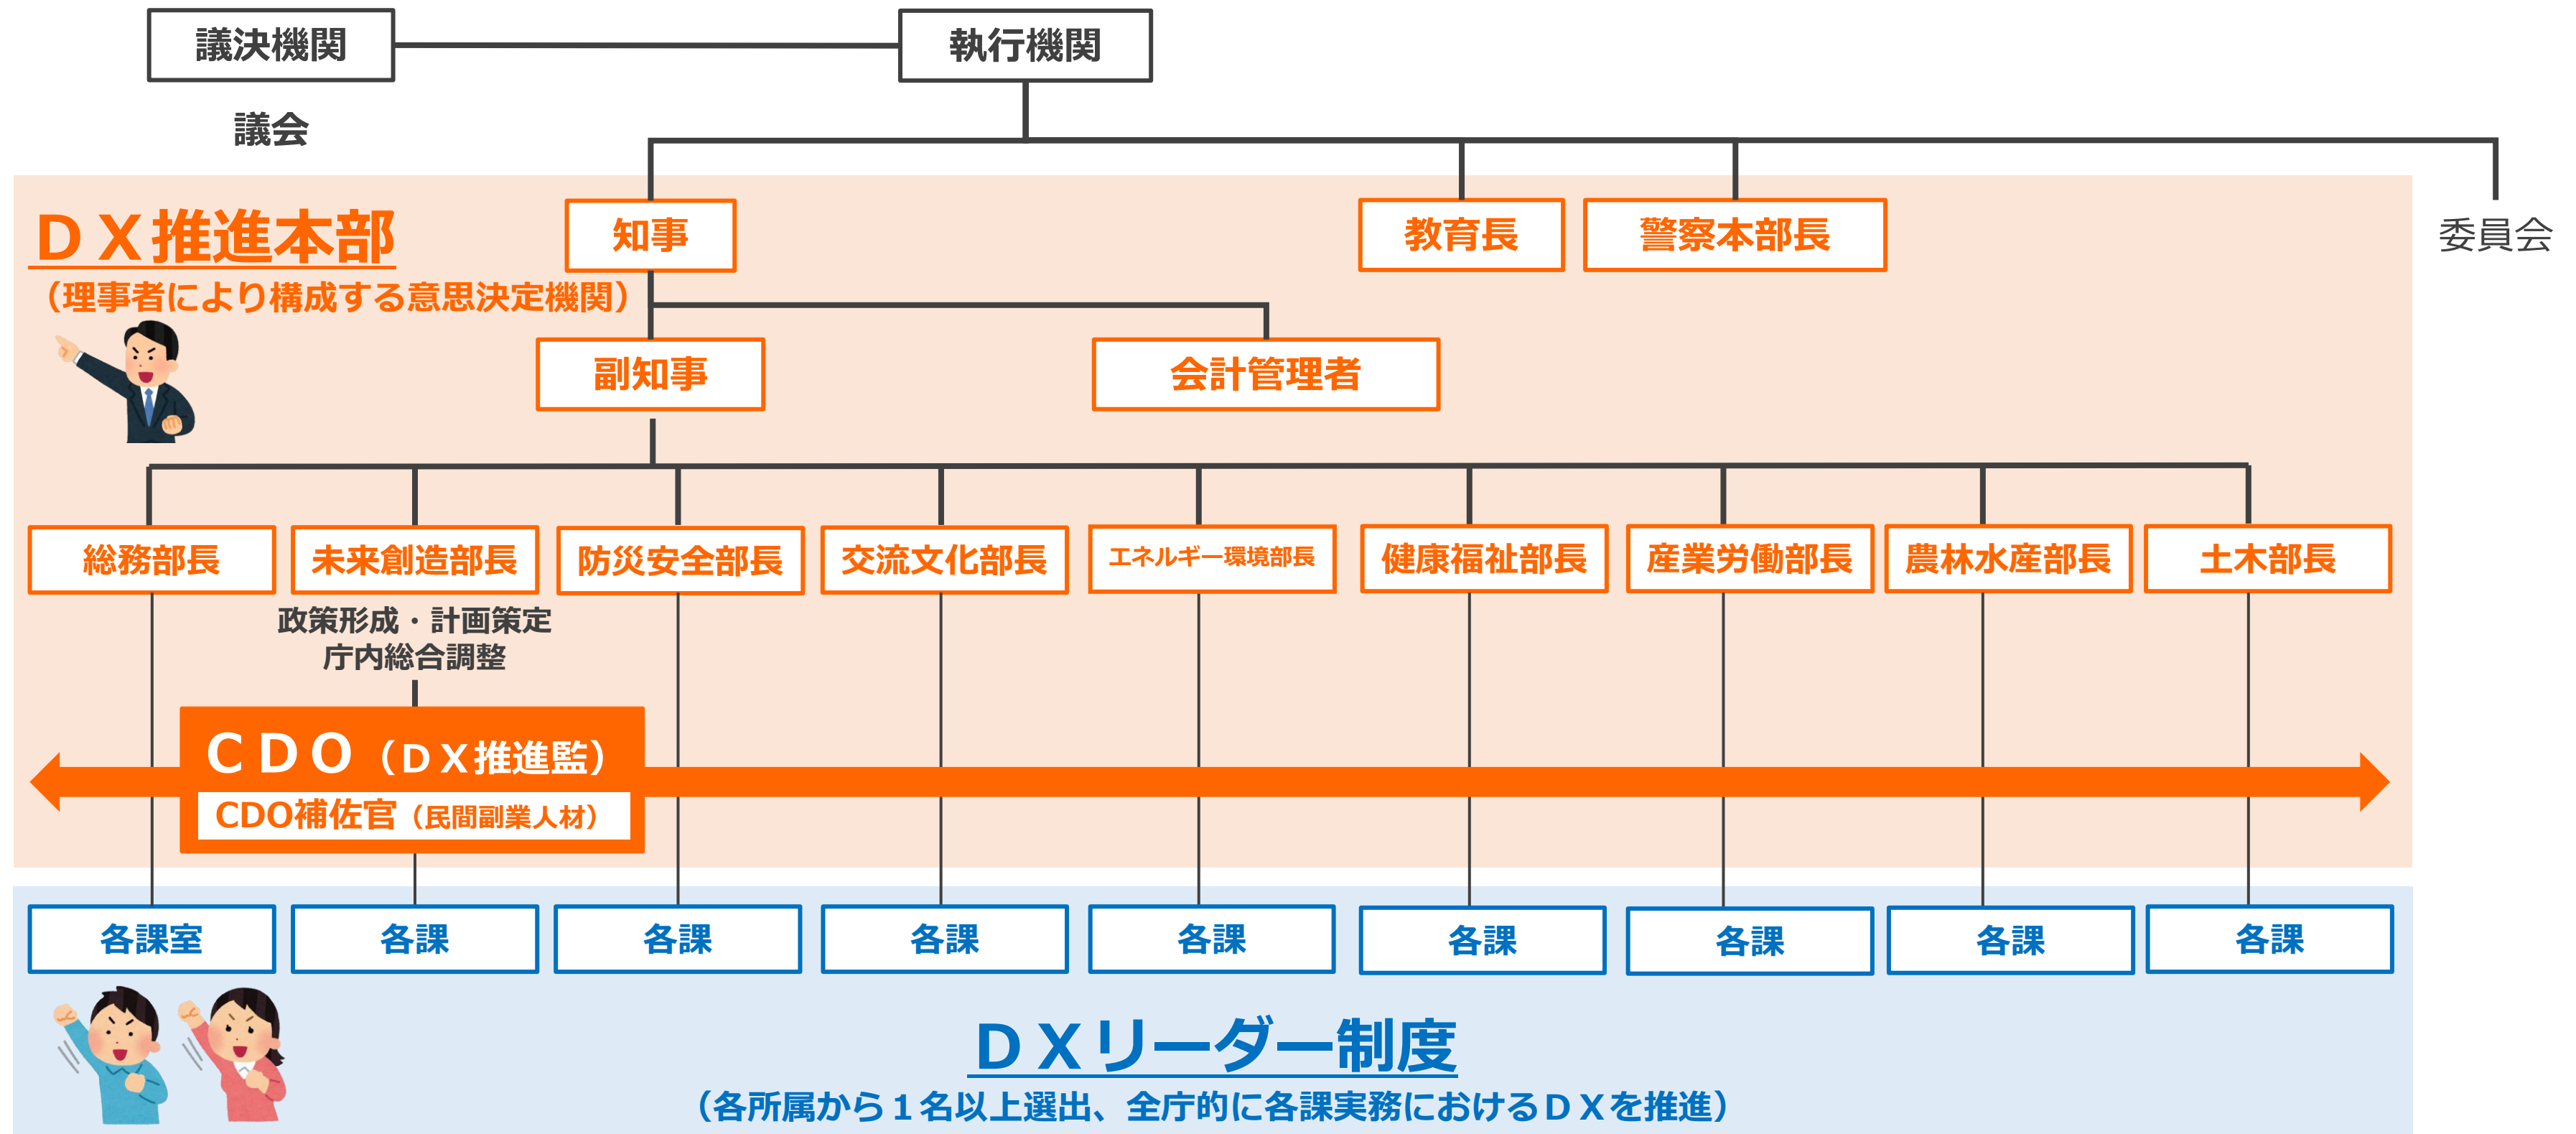 議決機関
執行機関
議会
ＤＸ推進本部
（理事者により構成する意思決定機関）
知事
教育長
警察本部長
委員会
副知事
会計管理者
総務部長
未来創造部長
防災安全部長
交流文化部長
エネルギー環境部長
健康福祉部長
産業労働部長
農林水産部長
土木部長
政策形成・計画策定
庁内総合調整
ＣＤＯ（ＤＸ推進監）
CDO補佐官（民間副業人材）
各課室
各課
各課
各課
各課
各課
各課
各課
各課
ＤＸリーダー制度
（各所属から１名以上選出、全庁的に各課実務におけるＤＸを推進）